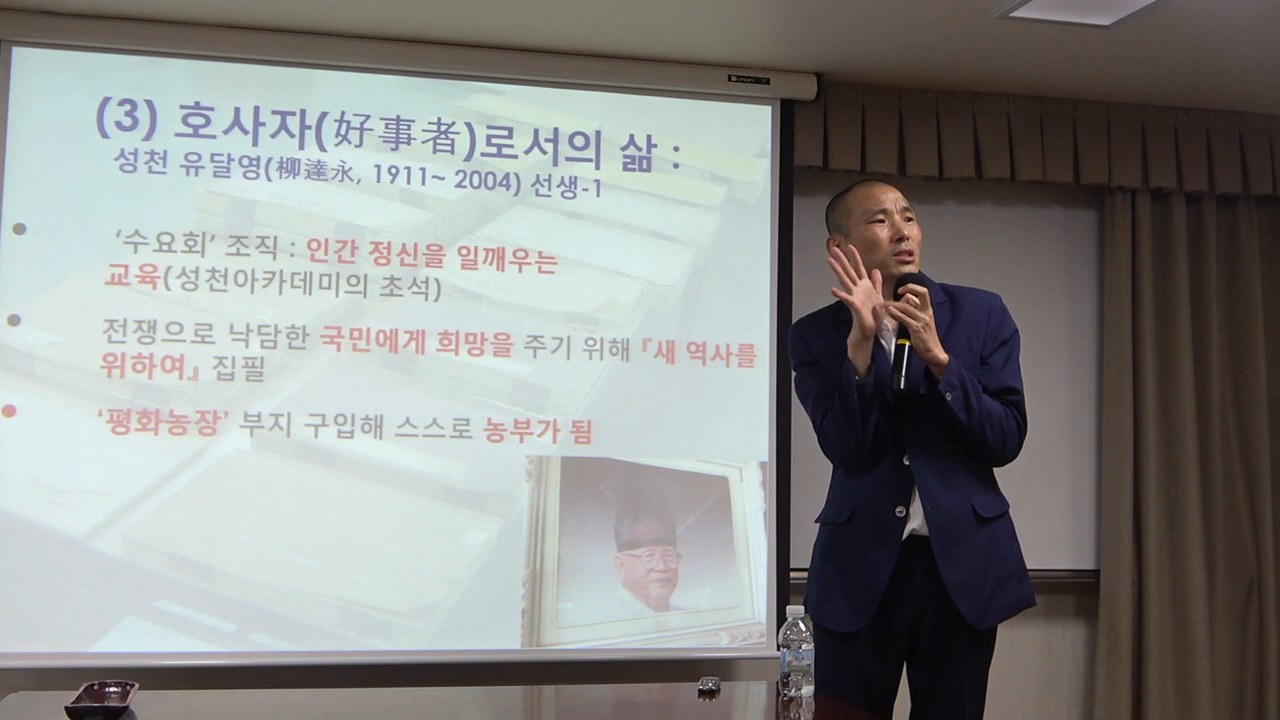 (3) 호사자(好事者)로서의 삶 :
성천 유달영(柳達永, 1911~ 2004) 선생-1
‘수요회’ 조직 : 인간 정신을 일깨우는
교육(성천아카데미의 초석)
전쟁으로 낙담한 국민에게 희망을 주기 위해 『새 역사를
위하여』 집필
‘평화농장’ 부지 구입해 스스로 농부가 됨